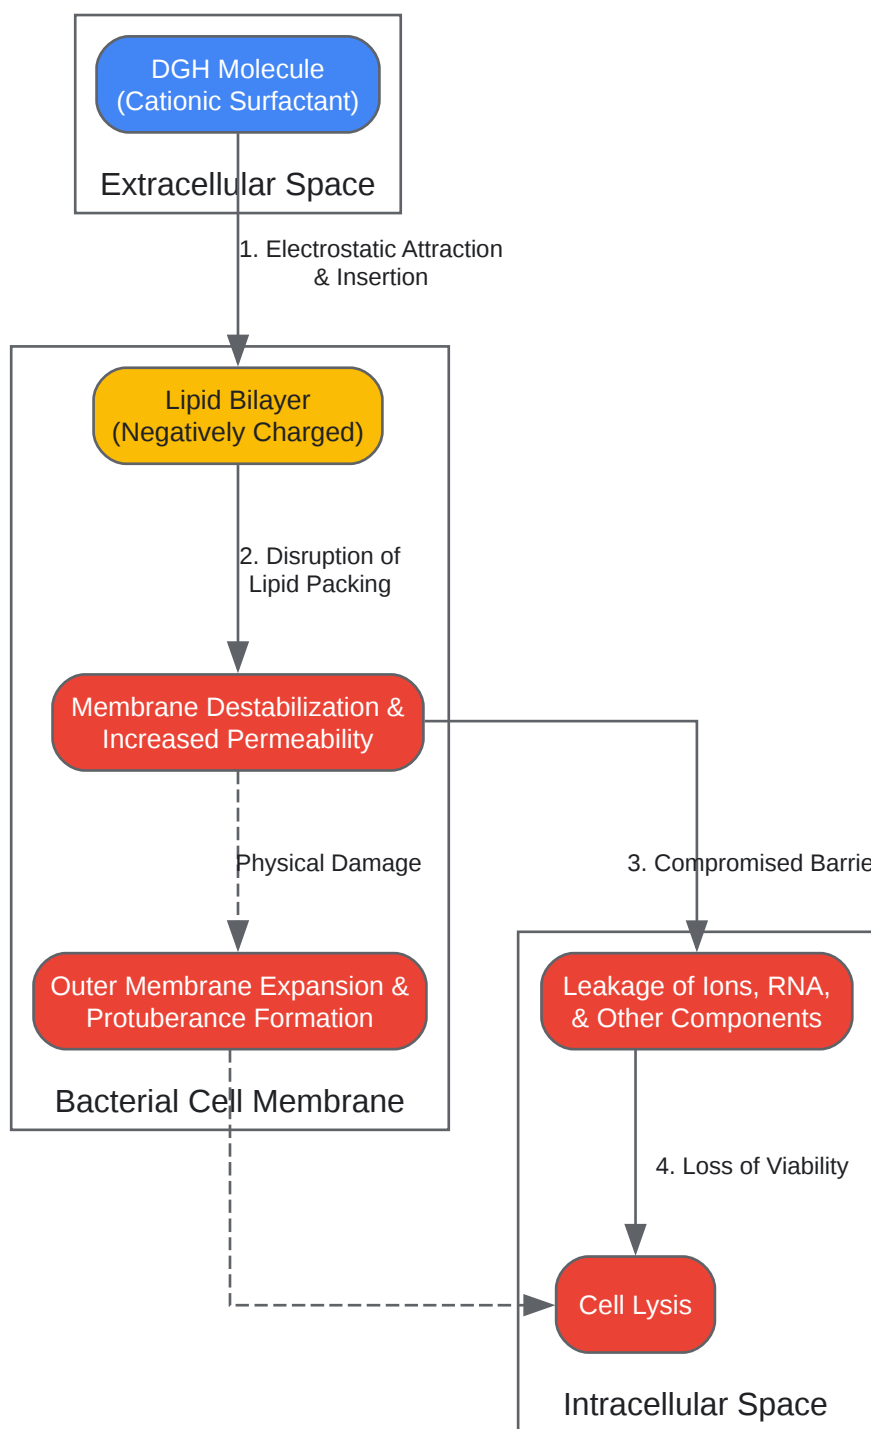 DGH Molecule
(Cationic Surfactant)
Extracellular Space
1. Electrostatic Attraction
& Insertion
Lipid Bilayer
(Negatively Charged)
2. Disruption of
Lipid Packing
Membrane Destabilization &
Increased Permeability
Physical Damage
3. Compromised Barrie
Outer Membrane Expansion &
Protuberance Formation
Leakage of Ions, RNA,
& Other Components
Bacterial Cell Membrane
4. Loss of Viability
Cell Lysis
Intracellular Space